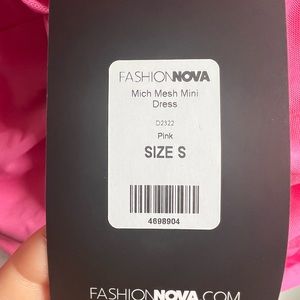 FASHIONNOVA
Mich Mesh Mini
Dress
D2322
Pink
SIZE S
4698904
FASHIONNOVA.COM